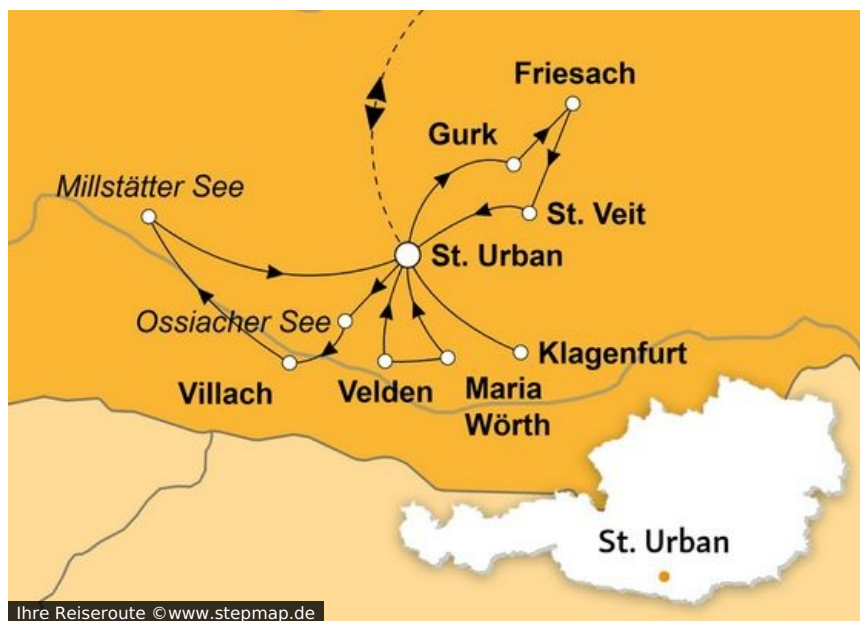 Friesach
Gurk
Millstätter See
St. Veit
St. Urban
Ossiacher See
Klagenfurt
Villach
Velden
Maria
Wörth
St. Urban
Ihre Reiseroute ©www.stepmap.de